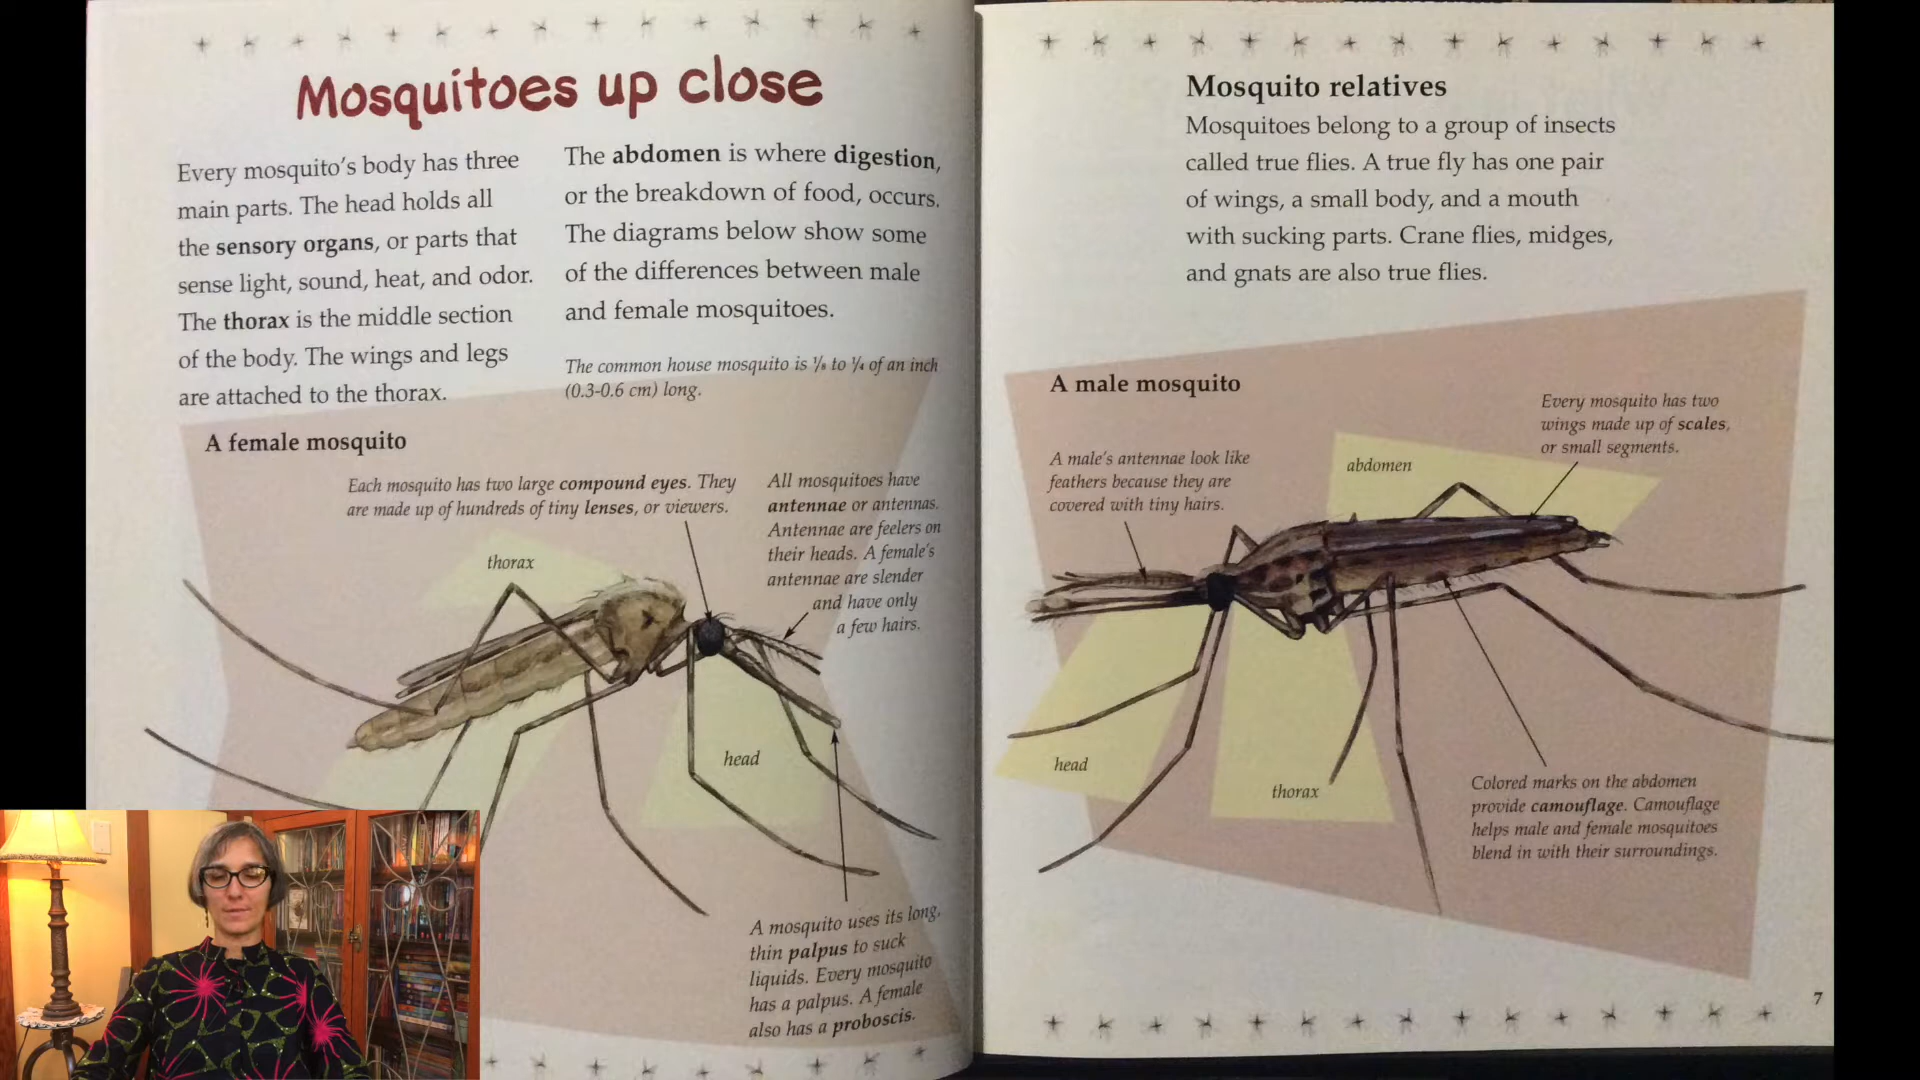 Mosquitoes up close
Every mosquito's body has three
main parts. The head holds all
the sensory organs, or parts that
sense light, sound, heat, and odor.
The thorax is the middle section
of the body. The wings and legs
are attached to the thorax.
The abdomen is where digestion,
or the breakdown of food, occurs.
The diagrams below show some
of the differences between male
and female mosquitoes.
The common house mosquito is 1/8 to 1/4 of an inch
(0.3-0.6 cm) long.
A female mosquito
Each mosquito has two large compound eyes. They
are made up of hundreds of tiny lenses, or viewers.
All mosquitoes have
antennae or antennas.
Antennae are feelers on
their heads. A female's
antennae are slender
and have only
a few hairs.
thorax
head
A mosquito uses its long,
thin palpus to suck
liquids. Every mosquito
has a palpus. A female
also has a proboscis.
Mosquito relatives
Mosquitoes belong to a group of insects
called true flies. A true fly has one pair
of wings, a small body, and a mouth
with sucking parts. Crane flies, midges,
and gnats are also true flies.
A male mosquito
A male's antennae look like
feathers because they are
covered with tiny hairs.
abdomen
Every mosquito has two
wings made up of scales,
or small segments.
head
thorax
Colored marks on the abdomen
provide camouflage. Camouflage
helps male and female mosquitoes
blend in with their surroundings.
7